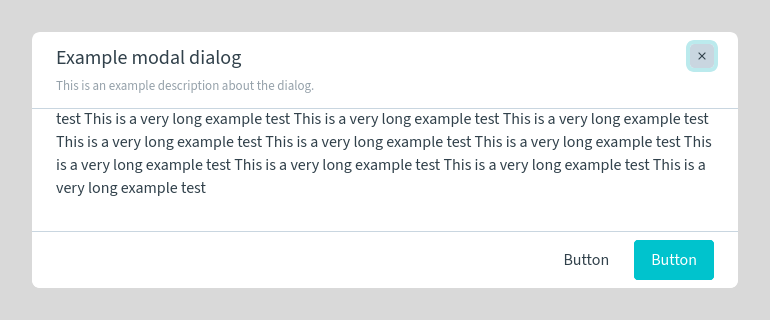 Example modal dialog
×
This is an example description about the dialog.
test This is a very long example test This is a very long example test This is a very long example test
This is a very long example test This is a very long example test This is a very long example test This
is a very long example test This is a very long example test This is a very long example test This is a
very long example test
Button
Button